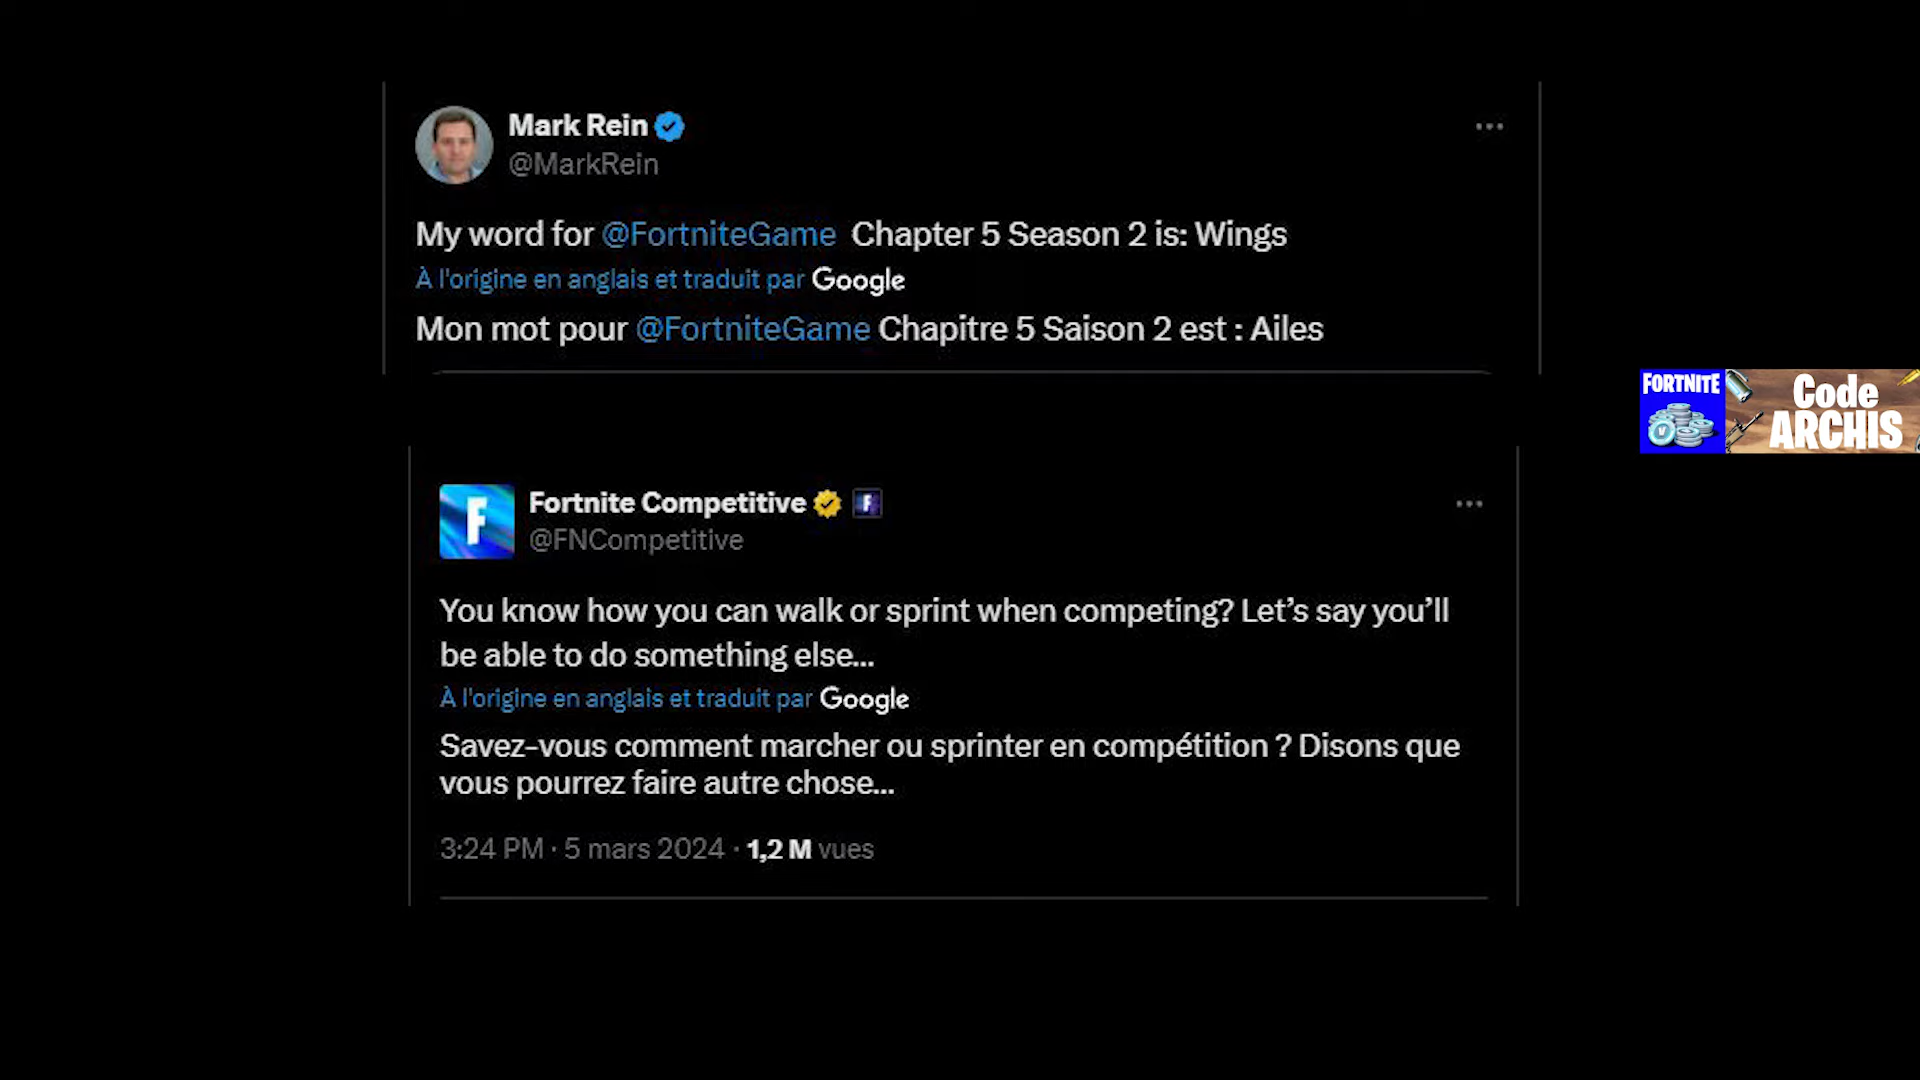 Mark Rein
@MarkRein
My word for @FortniteGame Chapter 5 Season 2 is: Wings
À l'origine en anglais et traduit par Google
Mon mot pour @FortniteGame Chapitre 5 Saison 2 est : Ailes
FORTNITE
Code
ARCHIS
Fortnite Competitive
@FNCompetitive
You know how you can walk or sprint when competing? Let’s say you’ll
be able to do something else...
À l'origine en anglais et traduit par Google
Savez-vous comment marcher ou sprinter en compétition ? Disons que
vous pourrez faire autre chose...
3:24 PM · 5 mars 2024 · 1,2 M vues